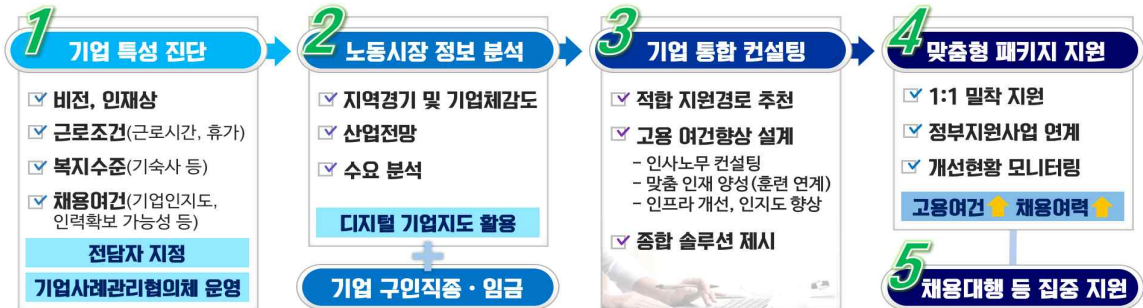 1 기업 특성 진단
비전, 인재상
근로조건(근로시간, 휴가)
복지수준(기숙사 등)
채용여건(기업인지도,
인력확보 가능성 등)
전담자 지정
기업사례관리협의체 운영
2 노동시장 정보 분석
지역경기 및 기업체감도
산업전망
수요 분석
디지털 기업지도 활용
+
기업 구인직종 · 임금
3 기업 통합 컨설팅
적합 지원경로 추천
고용 여건향상 설계
- 인사노무 컨설팅
- 맞춤 인재 양성(훈련 연계)
- 인프라 개선, 인지도 향상
종합 솔루션 제시
4 맞춤형 패키지 지원
1:1 밀착 지원
정부지원사업 연계
개선현황 모니터링
고용여건 채용여력
5 채용대행 등 집중 지원